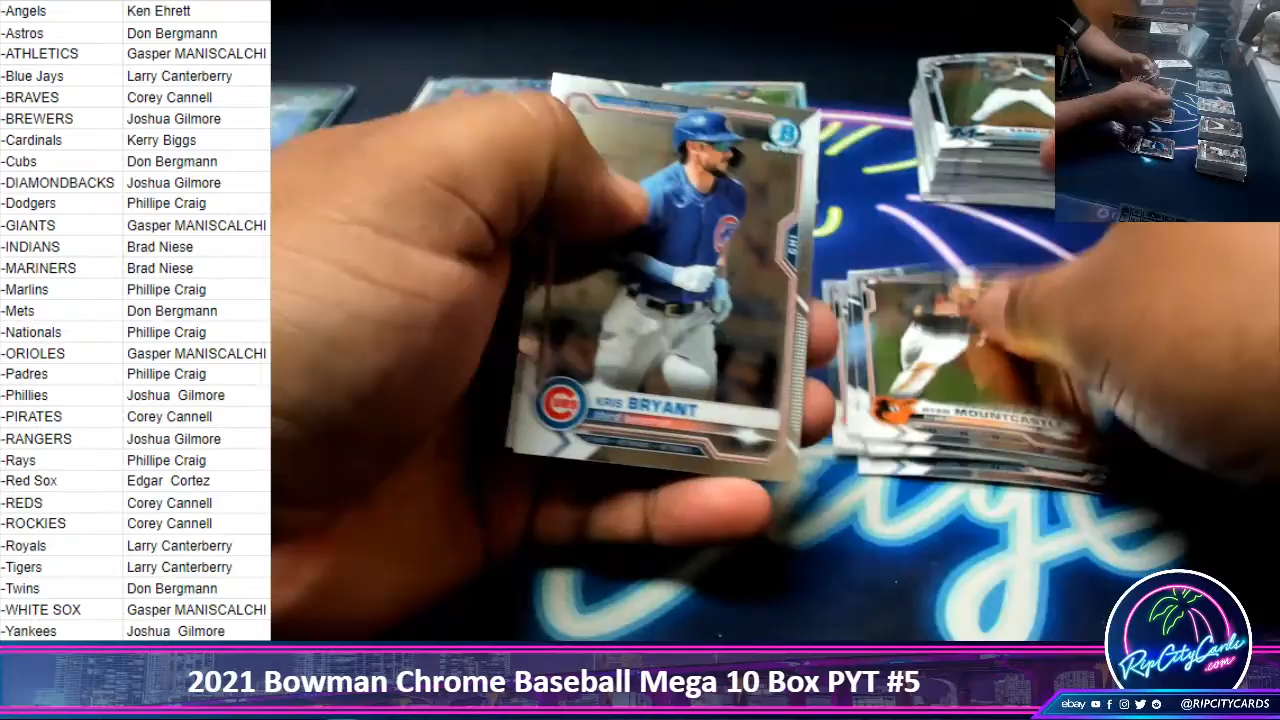 -Angels Ken Ehrett
-Astros Don Bergmann
-ATHLETICS Gasper MANISCALCHI
-Blue Jays Larry Canterberry
-BRAVES Corey Cannell
-BREWERS Joshua Gilmore
-Cardinals Kerry Biggs
-Cubs Don Bergmann
-DIAMONDBACKS Joshua Gilmore
-Dodgers Phillipe Craig
-GIANTS Gasper MANISCALCHI
-INDIANS Brad Niese
-MARINERS Brad Niese
-Marlins Phillipe Craig
-Mets Don Bergmann
-Nationals Phillipe Craig
-ORIOLES Gasper MANISCALCHI
-Padres Phillipe Craig
-Phillies Joshua Gilmore
-PIRATES Corey Cannell
-RANGERS Joshua Gilmore
-Rays Phillipe Craig
-Red Sox Edgar Cortez
-REDS Corey Cannell
-ROCKIES Corey Cannell
-Royals Larry Canterberry
-Tigers Larry Canterberry
-Twins Don Bergmann
-WHITE SOX Gasper MANISCALCHI
-Yankees Joshua Gilmore
CHI
KRIS BRYANT
CUBS
RYAN MOUNTCASTLE
RipCityCards
.com
2021 Bowman Chrome Baseball Mega 10 Box PYT #5
ebay @RIPCITYCARDS